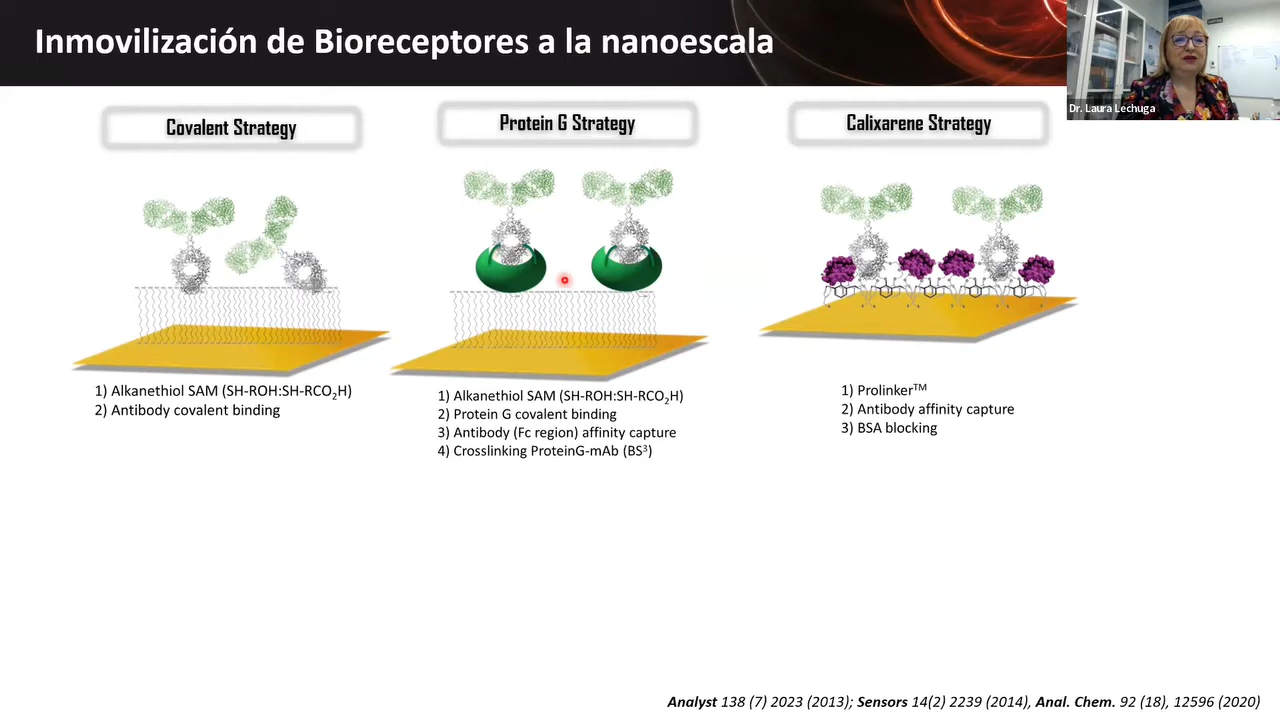 Inmovilización de Bioreceptores a la nanoescala
Dr. Laura Lechuga
Covalent Strategy
1) Alkanethiol SAM (SH-ROH:SH-RCO₂H)
2) Antibody covalent binding
Protein G Strategy
1) Alkanethiol SAM (SH-ROH:SH-RCO₂H)
2) Protein G covalent binding
3) Antibody (Fc region) affinity capture
4) Crosslinking ProteinG-mAb (BS³)
Calixarene Strategy
1) Prolinker™
2) Antibody affinity capture
3) BSA blocking
Analyst 138 (7) 2023 (2013); Sensors 14(2) 2239 (2014), Anal. Chem. 92 (18), 12596 (2020)